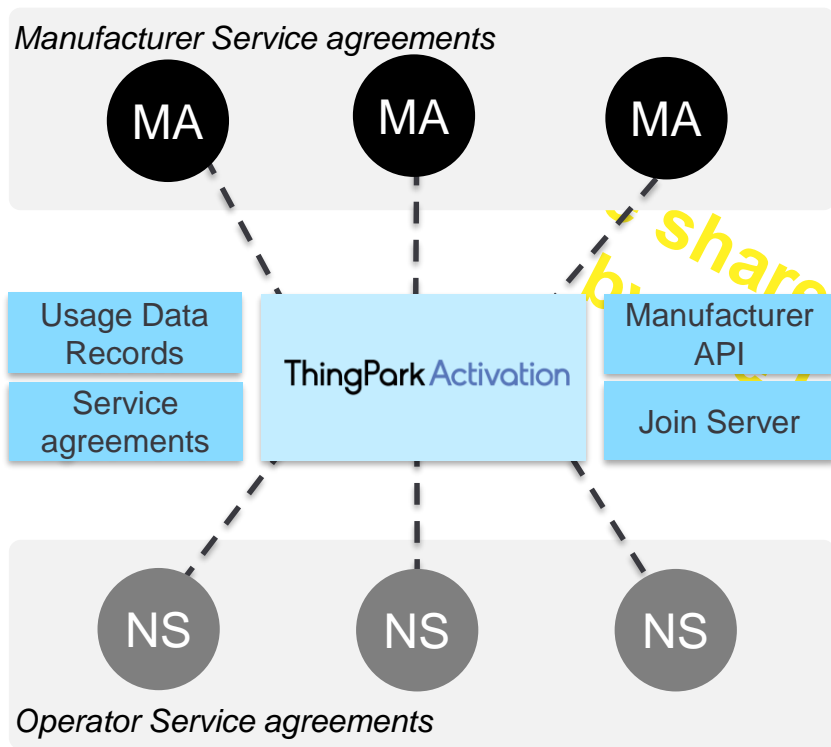 Manufacturer Service agreements
MA
MA
MA
share
Usage Data
Records
Service
agreements
ThingPark Activation
Manufacturer
API
Join Server
NS
NS
NS
Operator Service agreements